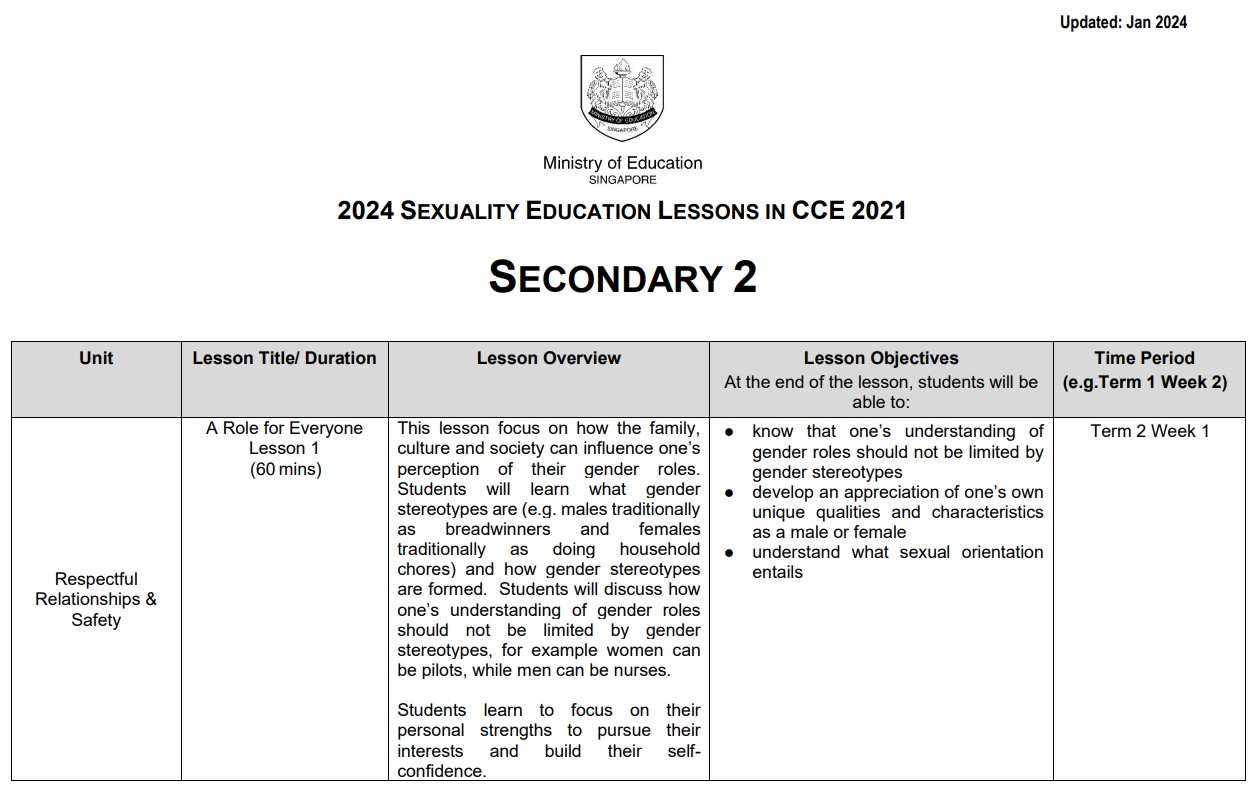 Updated: Jan 2024
MINISTRY OF EDUCATION
SINGAPORE
Ministry of Education
SINGAPORE
2024 SEXUALITY EDUCATION LESSONS IN CCE 2021
SECONDARY 2
Unit
Lesson Title/ Duration
Lesson Overview
Lesson Objectives
At the end of the lesson, students will be
able to:
Time Period
(e.g.Term 1 Week 2)
Respectful
Relationships &
Safety
A Role for Everyone
Lesson 1
(60 mins)
This lesson focus on how the family,
culture and society can influence one’s
perception of their gender roles.
Students will learn what gender
stereotypes are (e.g. males traditionally
as breadwinners and females
traditionally as doing household
chores) and how gender stereotypes
are formed. Students will discuss how
one’s understanding of gender roles
should not be limited by gender
stereotypes, for example women can
be pilots, while men can be nurses.
Students learn to focus on their
personal strengths to pursue their
interests and build their self-
confidence.
● know that one’s understanding of
gender roles should not be limited by
gender stereotypes
● develop an appreciation of one’s own
unique qualities and characteristics
as a male or female
● understand what sexual orientation
entails
Term 2 Week 1